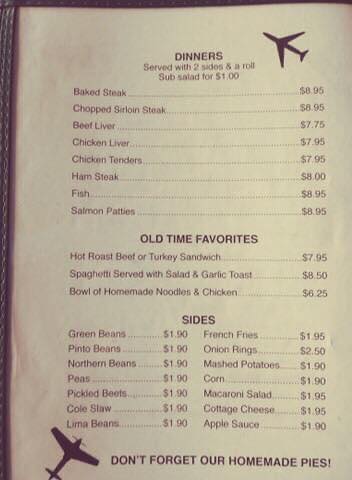 DINNERS
Served with 2 sides & a roll
Sub salad for $1.00
Baked Steak $8.95
Chopped Sirloin Steak $8.95
Beef Liver $7.75
Chicken Liver $7.95
Chicken Tenders $7.95
Ham Steak $8.00
Fish $8.95
Salmon Patties $8.95
OLD TIME FAVORITES
Hot Roast Beef or Turkey Sandwich $7.95
Spaghetti Served with Salad & Garlic Toast $8.50
Bowl of Homemade Noodles & Chicken $6.25
SIDES
Green Beans $1.90
Pinto Beans $1.90
Northern Beans $1.90
Peas $1.90
Pickled Beets $1.90
Cole Slaw $1.90
Lima Beans $1.90
French Fries $1.95
Onion Rings $2.50
Mashed Potatoes $1.90
Corn $1.90
Macaroni Salad $1.95
Cottage Cheese $1.95
Apple Sauce $1.90
DON'T FORGET OUR HOMEMADE PIES!